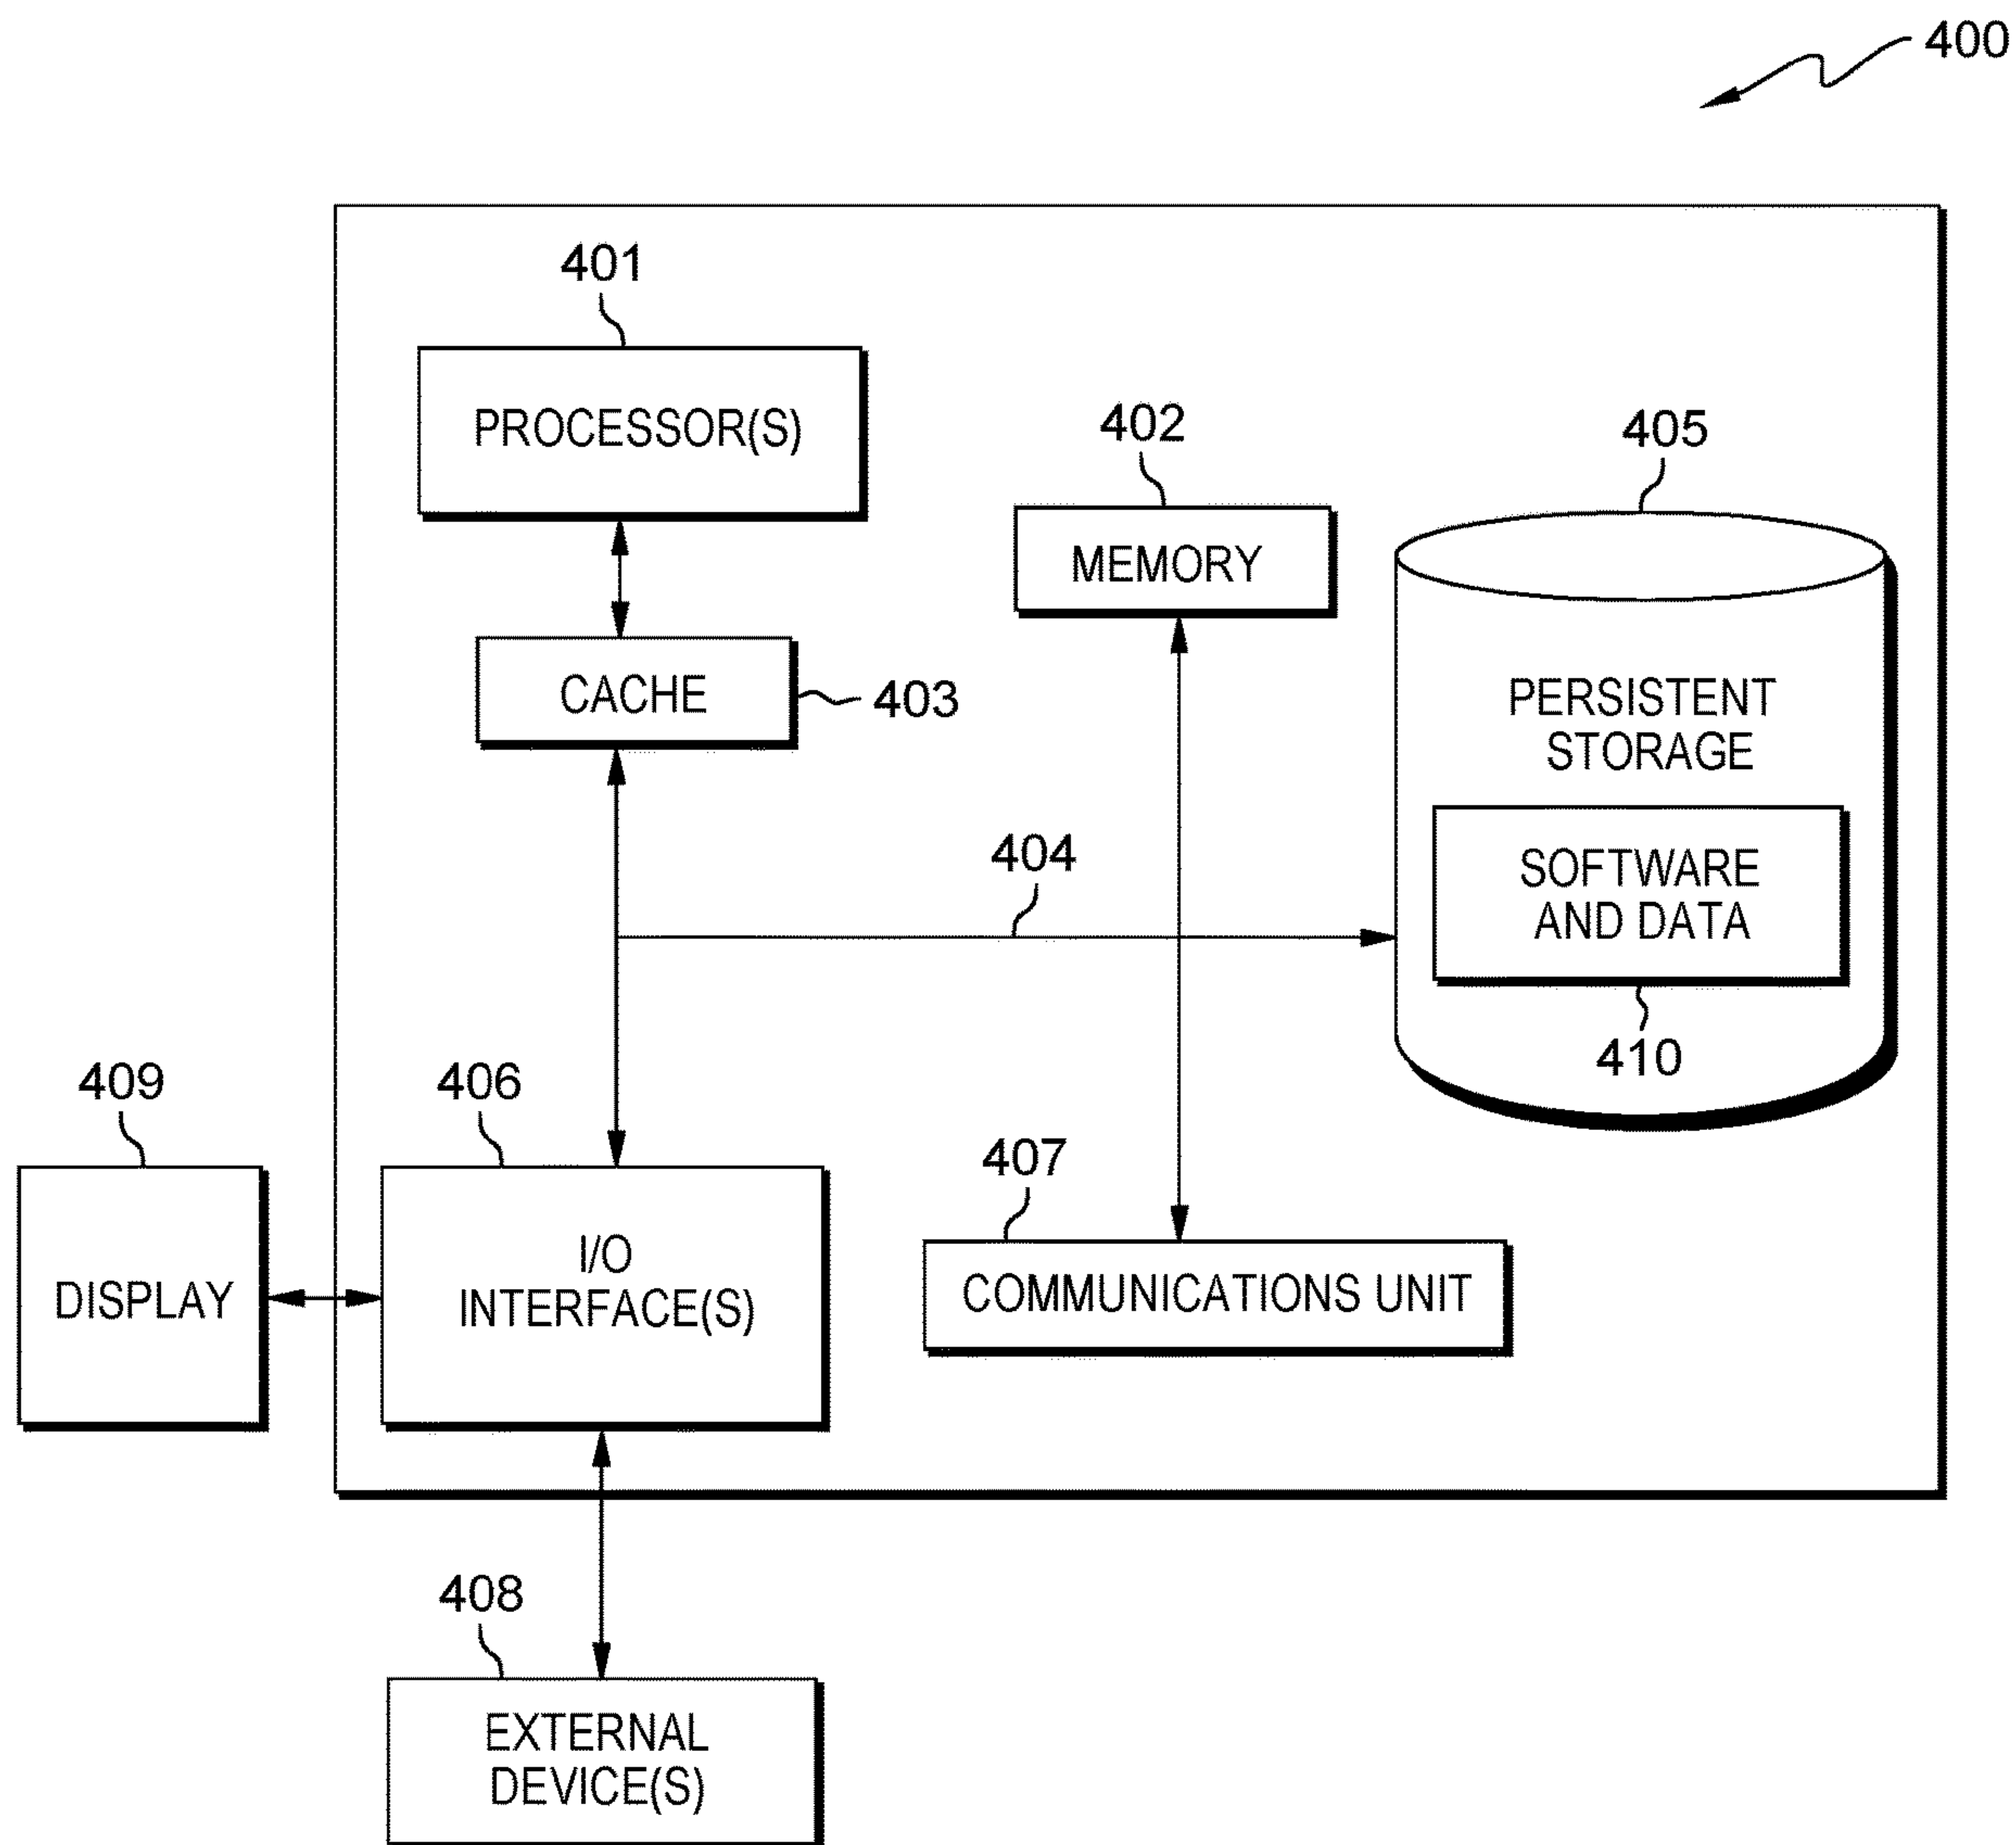 400
401
PROCESSOR(S)
402
MEMORY
405
CACHE
403
PERSISTENT
STORAGE
404
SOFTWARE
AND DATA
410
409
406
407
DISPLAY
I/O
INTERFACE(S)
COMMUNICATIONS UNIT
408
EXTERNAL
DEVICE(S)